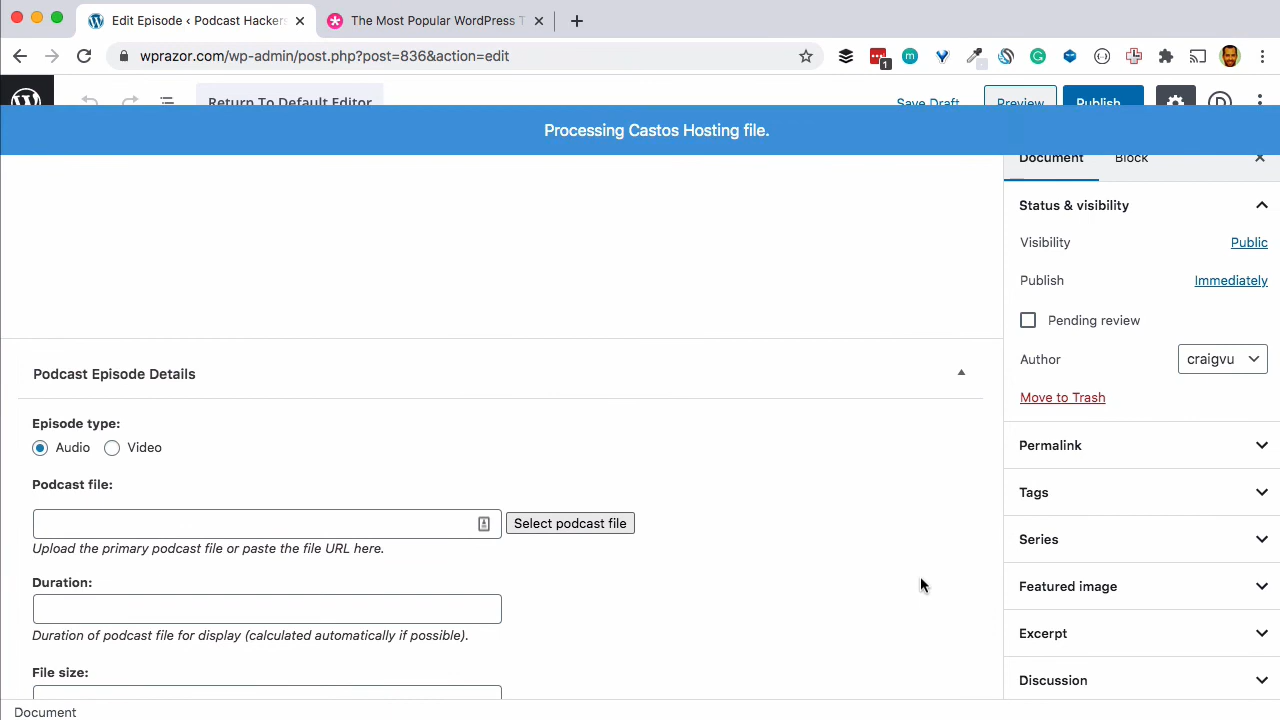 Edit Episode ‹ Podcast Hackers
The Most Popular WordPress T
wprazor.com/wp-admin/post.php?post=836&action=edit
1
Return To Default Editor
Save Draft
Preview
Publish...
Processing Castos Hosting file.
Document
Block
Status & visibility
Visibility
Public
Publish
Immediately
Pending review
Author
craigvu
Move to Trash
Podcast Episode Details
Episode type:
Audio
Video
Permalink
Podcast file:
Tags
Select podcast file
Upload the primary podcast file or paste the file URL here.
Series
Duration:
Featured image
Duration of podcast file for display (calculated automatically if possible).
Excerpt
File size:
Discussion
Document